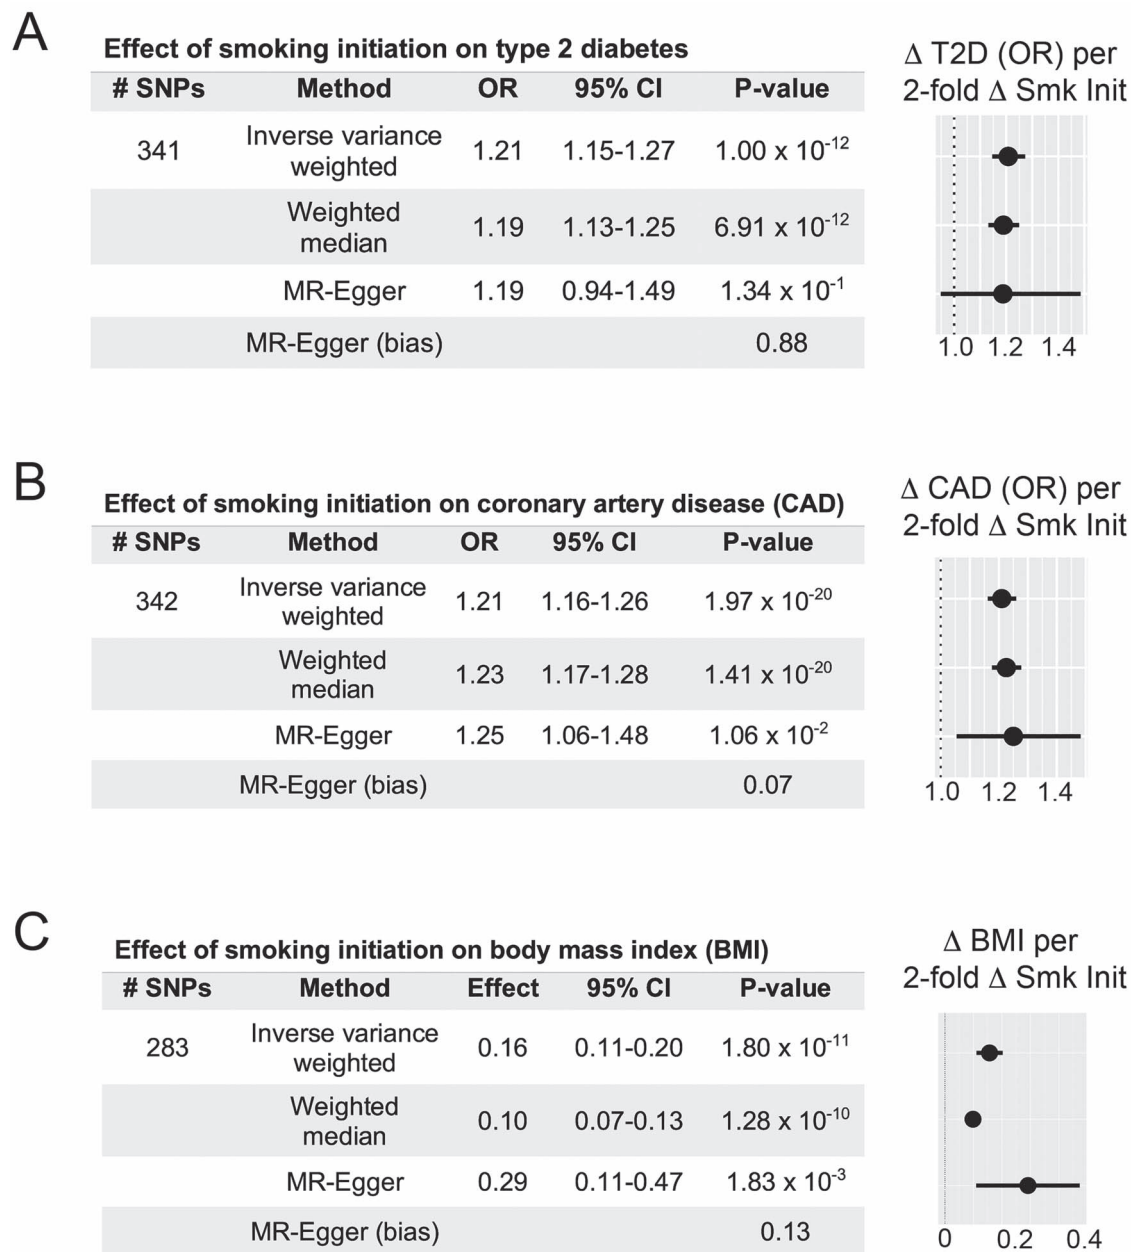 A
Effect of smoking initiation on type 2 diabetes
# SNPs Method OR 95% CI P-value
341 Inverse variance weighted 1.21 1.15-1.27 1.00 x 10⁻¹²
Weighted median 1.19 1.13-1.25 6.91 x 10⁻¹²
MR-Egger 1.19 0.94-1.49 1.34 x 10⁻¹
MR-Egger (bias) 0.88
Δ T2D (OR) per
2-fold Δ Smk Init
1.0 1.2 1.4
B
Effect of smoking initiation on coronary artery disease (CAD)
# SNPs Method OR 95% CI P-value
342 Inverse variance weighted 1.21 1.16-1.26 1.97 x 10⁻²⁰
Weighted median 1.23 1.17-1.28 1.41 x 10⁻²⁰
MR-Egger 1.25 1.06-1.48 1.06 x 10⁻²
MR-Egger (bias) 0.07
Δ CAD (OR) per
2-fold Δ Smk Init
1.0 1.2 1.4
C
Effect of smoking initiation on body mass index (BMI)
# SNPs Method Effect 95% CI P-value
283 Inverse variance weighted 0.16 0.11-0.20 1.80 x 10⁻¹¹
Weighted median 0.10 0.07-0.13 1.28 x 10⁻¹⁰
MR-Egger 0.29 0.11-0.47 1.83 x 10⁻³
MR-Egger (bias) 0.13
Δ BMI per
2-fold Δ Smk Init
0 0.2 0.4